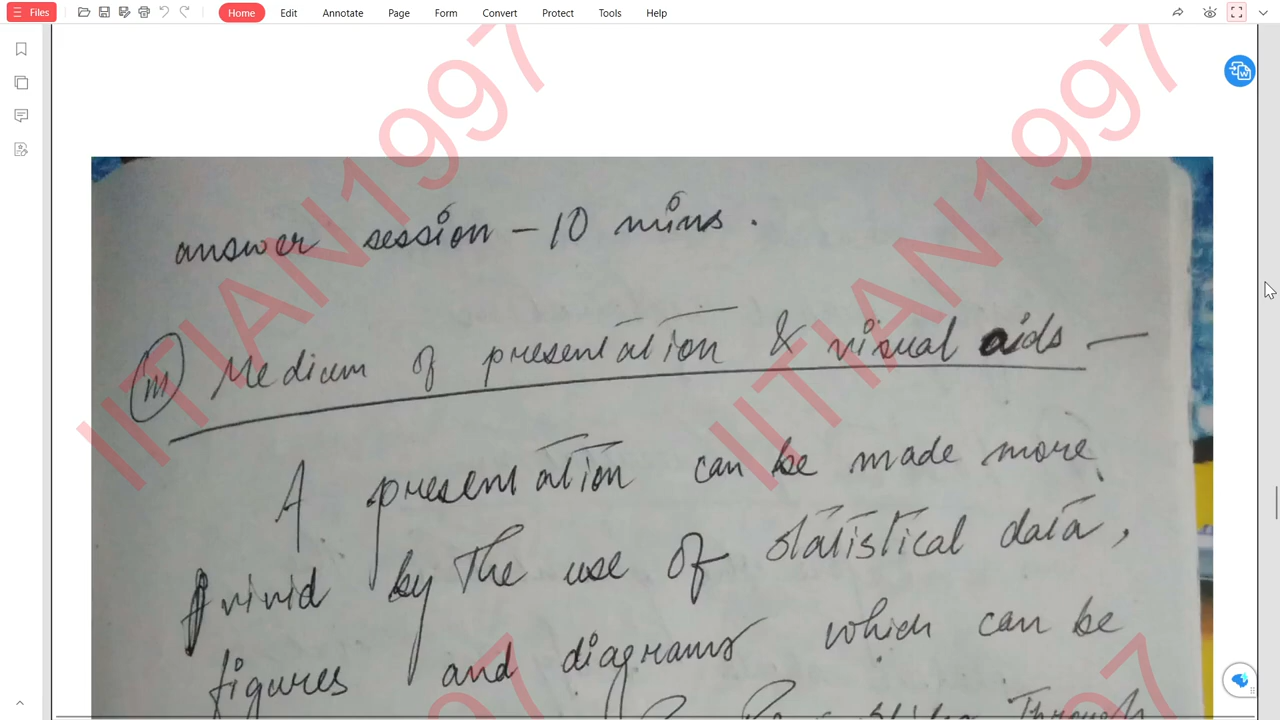 Files
Home
Edit
Annotate
Page
Form
Convert
Protect
Tools
Help
IITIAN1997
IITIAN1997
answer session – 10 mins.
(III) Medium of presentation & visual aids —
A presentation can be made more
vivid by the use of statistical data,
figures and diagrams which can be
through